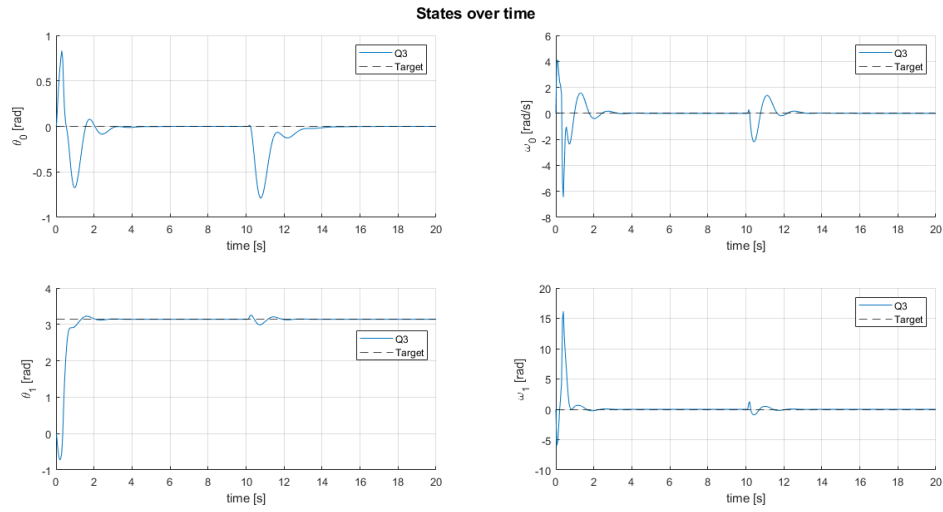 States over time
1
0.5
0
-0.5
-1
θ0 [rad]
0 2 4 6 8 10 12 14 16 18 20
time [s]
Q3
Target
6
4
2
0
-2
-4
-6
-8
ω0 [rad/s]
0 2 4 6 8 10 12 14 16 18 20
time [s]
Q3
Target
4
3
2
1
0
-1
θ1 [rad]
0 2 4 6 8 10 12 14 16 18 20
time [s]
Q3
Target
20
15
10
5
0
-5
-10
ω1 [rad]
0 2 4 6 8 10 12 14 16 18 20
time [s]
Q3
Target